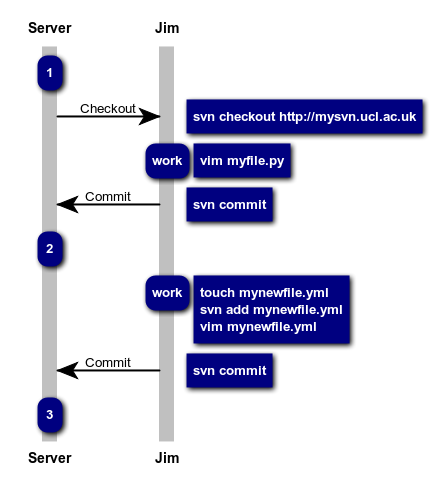 Server Jim
1
Checkout svn checkout http://mysvn.ucl.ac.uk
work vim myfile.py
Commit svn commit
2
work touch mynewfile.yml
svn add mynewfile.yml
vim mynewfile.yml
Commit svn commit
3
Server Jim